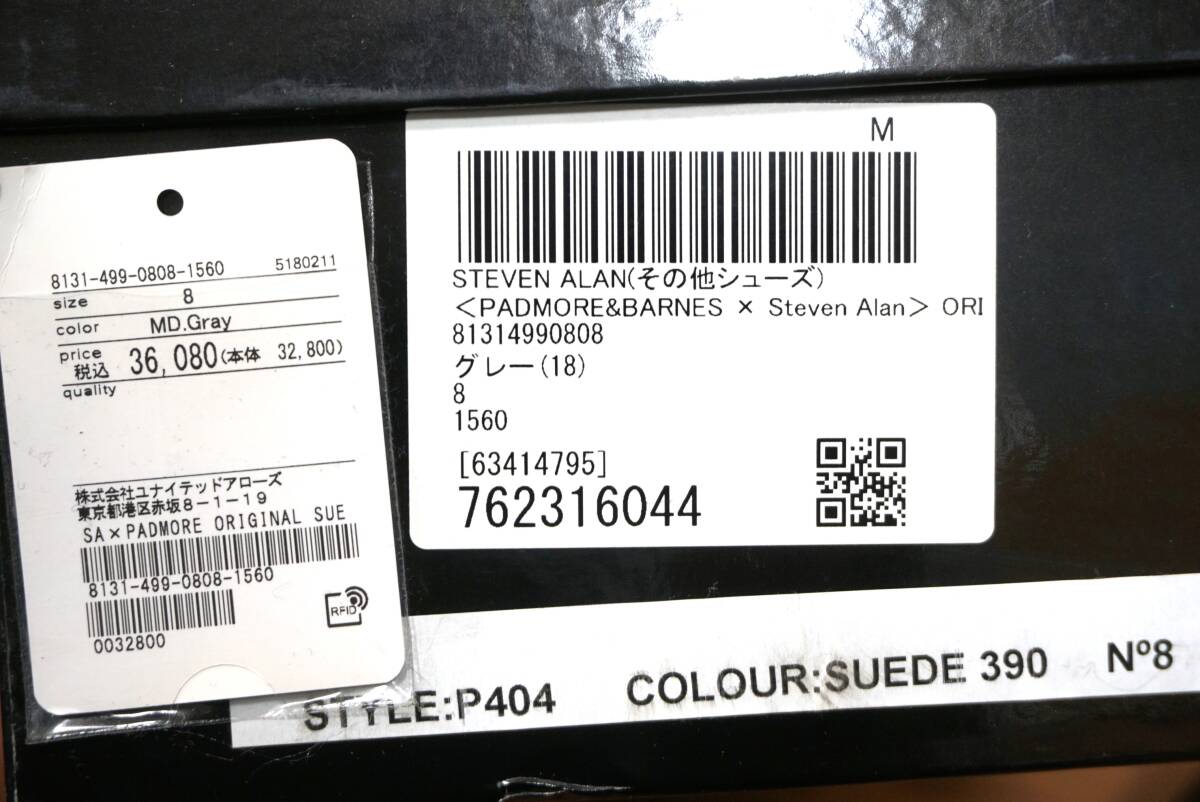 8131-499-0808-1560 5180211
size 8
color MD.Gray
price
税込 36,080(本体 32,800)
quality
株式会社ユナイテッドアローズ
東京都港区赤坂8-1-19
SA×PADMORE ORIGINAL SUE
8131-499-0808-1560
RFID
0032800
M
STEVEN ALAN(その他シューズ)
<PADMORE&BARNES × Steven Alan> ORI
81314990808
グレー(18)
8
1560
[63414795]
762316044
STYLE:P404 COLOUR:SUEDE 390 Nº8